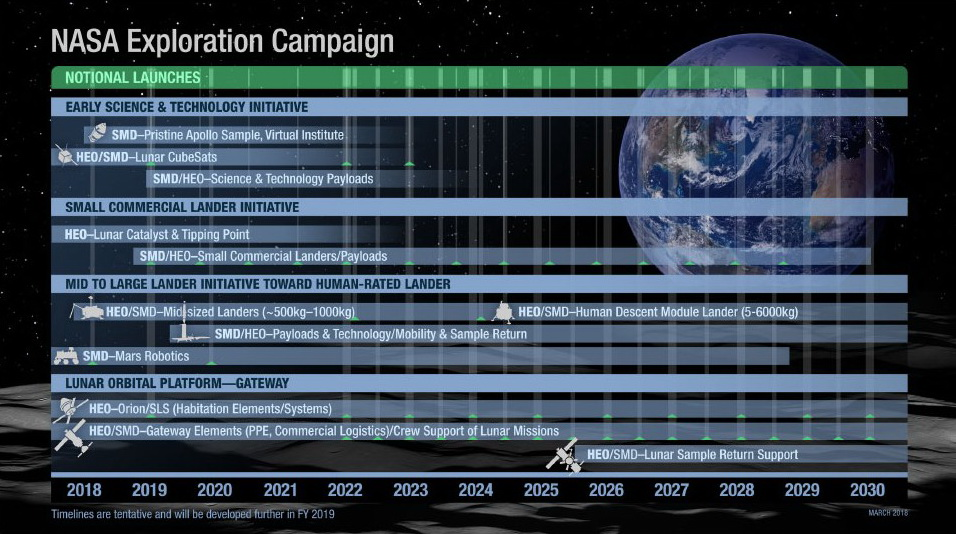 NASA Exploration Campaign
NOTIONAL LAUNCHES
EARLY SCIENCE & TECHNOLOGY INITIATIVE
SMD–Pristine Apollo Sample, Virtual Institute
HEO/SMD–Lunar CubeSats
SMD/HEO–Science & Technology Payloads
SMALL COMMERCIAL LANDER INITIATIVE
HEO–Lunar Catalyst & Tipping Point
SMD/HEO–Small Commercial Landers/Payloads
MID TO LARGE LANDER INITIATIVE TOWARD HUMAN-RATED LANDER
HEO/SMD–Mid sized Landers (~500kg–1000kg) HEO/SMD–Human Descent Module Lander (5-6000kg)
SMD/HEO–Payloads & Technology/Mobility & Sample Return
SMD–Mars Robotics
LUNAR ORBITAL PLATFORM—GATEWAY
HEO–Orion/SLS (Habitation Elements/Systems)
HEO/SMD–Gateway Elements (PPE, Commercial Logistics)/Crew Support of Lunar Missions
HEO/SMD–Lunar Sample Return Support
2018 2019 2020 2021 2022 2023 2024 2025 2026 2027 2028 2029 2030
Timelines are tentative and will be developed further in FY 2019
MARCH 2018